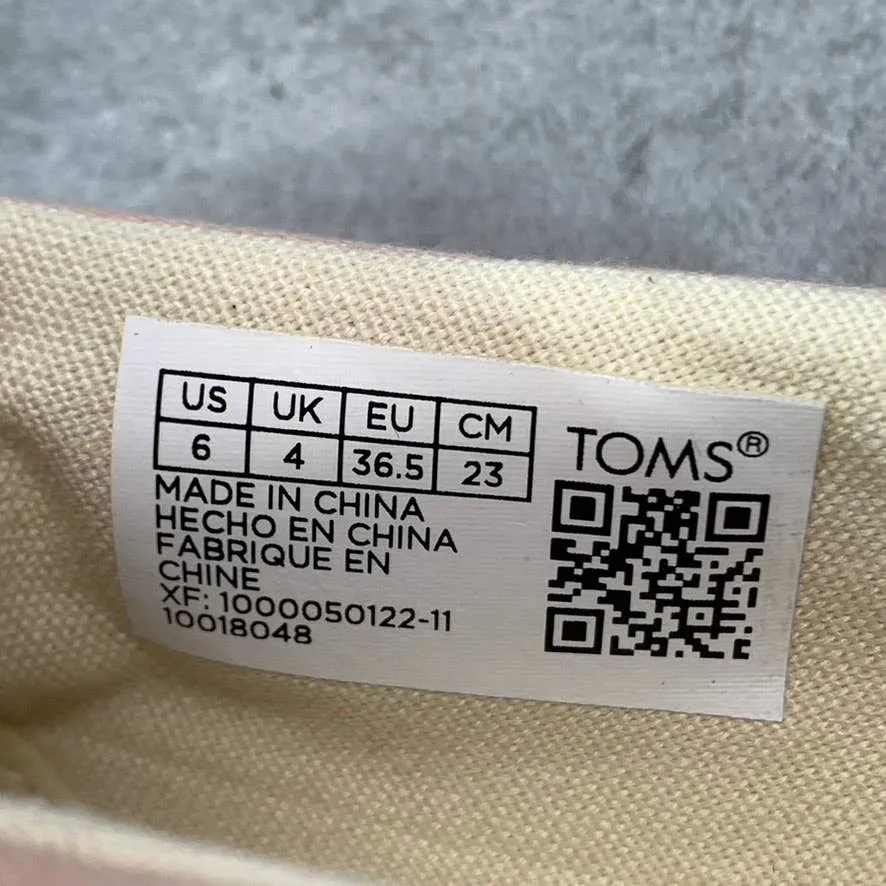 US UK EU CM
6 4 36.5 23
TOMS®
MADE IN CHINA
HECHO EN CHINA
FABRIQUE EN
CHINE
XF: 1000050122-11
10018048